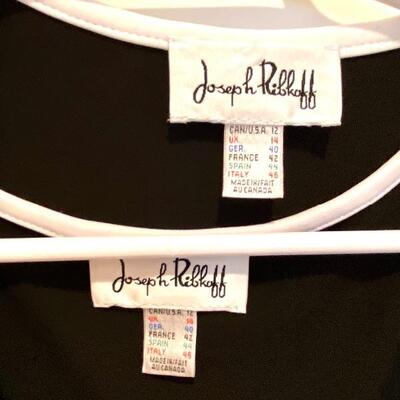 Joseph Ribkoff
CAN/U.S.A. 12
UK. 14
GER. 40
FRANCE 42
SPAIN 44
ITALY 46
MADE IN/FAIT
AU CANADA
Joseph Ribkoff
CAN/U.S.A. 12
UK. 14
GER. 40
FRANCE 42
SPAIN 44
ITALY 46
MADE IN/FAIT
AU CANADA